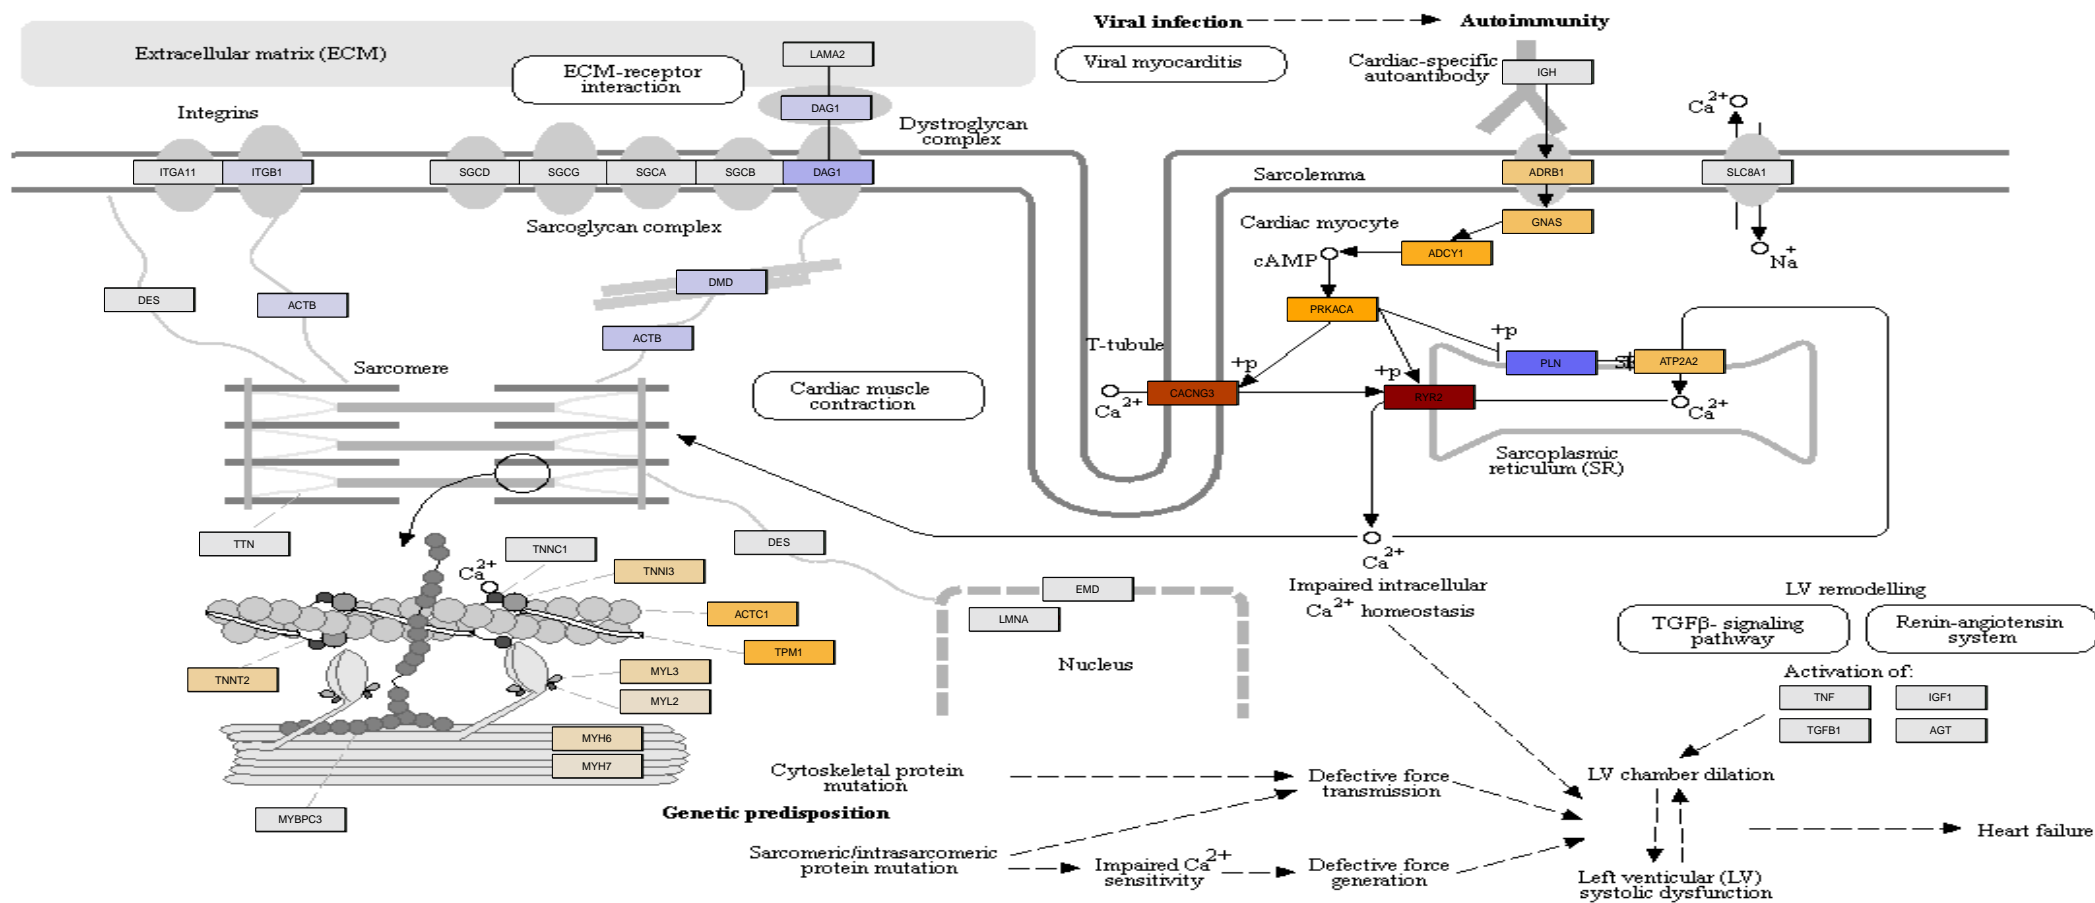 Viral infection
Autoimmunity
Extracellular matrix (ECM)
LAMA2
ECM-receptor
interaction
Viral myocarditis
Cardiac-specific
autoantibody
IGH
Integrins
DAG1
Dystroglycan
complex
Ca2+
ITGA11
ITGB1
SGCD
SGCG
SGCA
SGCB
DAG1
Sarcolemma
ADRB1
SLC8A1
Sarcoglycan complex
Cardiac myocyte
GNAS
cAMP
ADCY1
Na+
DES
ACTB
DMD
PRKACA
ACTB
T-tubule
+p
+p
+p
PLN
ATP2A2
Sarcomere
Cardiac muscle
contraction
Ca2+
CACNG3
RYR2
Ca2+
Sarcoplasmic
reticulum (SR)
TTN
TNNC1
DES
Ca2+
Ca2+
TNNI3
EMD
LMNA
Impaired intracellular
Ca2+ homeostasis
LV remodelling
ACTC1
TPM1
Nucleus
TGFβ- signaling
pathway
Renin-angiotensin
system
TNNT2
MYL3
MYL2
Activation of:
TNF
IGF1
TGFB1
AGT
MYH6
MYH7
MYBPC3
Cytoskeletal protein
mutation
Defective force
transmission
LV chamber dilation
Genetic predisposition
Heart failure
Sarcomeric/intrasarcomeric
protein mutation
Impaired Ca2+
sensitivity
Defective force
generation
Left venticular (LV)
systolic dysfunction